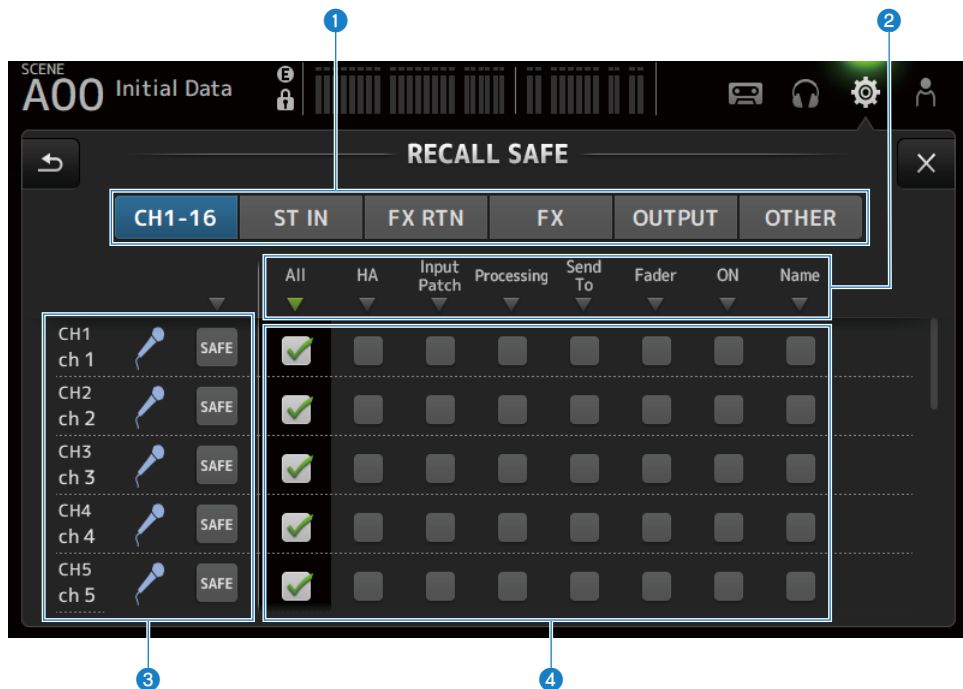 1 2
SCENE
A00 Initial Data E
RECALL SAFE
CH1-16 ST IN FX RTN FX OUTPUT OTHER
All HA Input Patch Processing Send To Fader ON Name
CH1
ch 1 SAFE
CH2
ch 2 SAFE
CH3
ch 3 SAFE
CH4
ch 4 SAFE
CH5
ch 5 SAFE
3 4